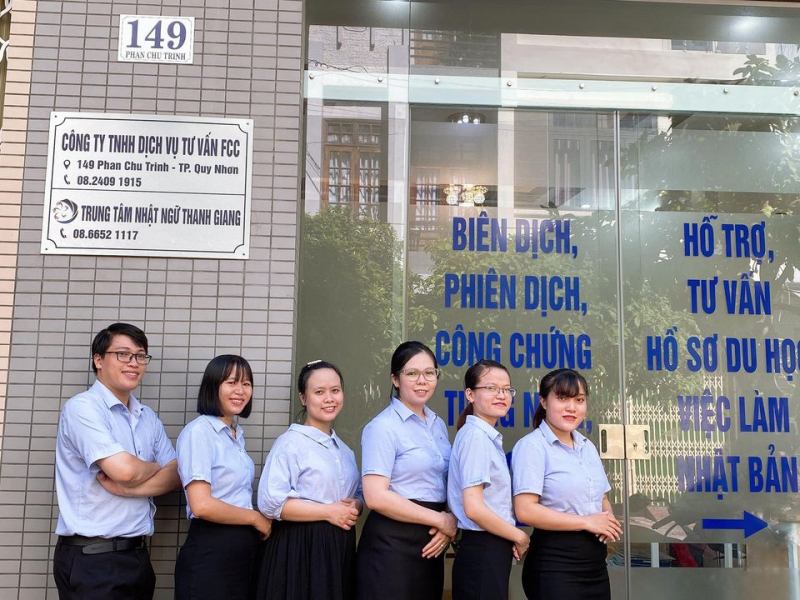 149
PHAN CHU TRINH
CÔNG TY TNHH DỊCH VỤ TƯ VẤN FCC
149 Phan Chu Trinh - TP. Quy Nhơn
08.2409 1915
TRUNG TÂM NHẬT NGỮ THANH GIANG
08.6652 1117
BIÊN DỊCH,
PHIÊN DỊCH,
CÔNG CHỨNG
HỖ TRỢ,
TƯ VẤN
HỒ SƠ DU HỌC
VIỆC LÀM
NHẬT BẢN